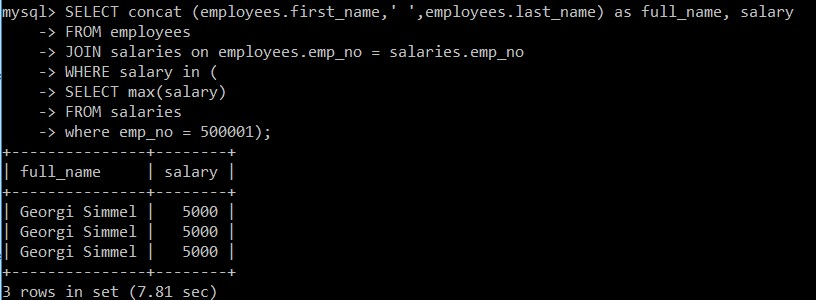 mysql> SELECT concat (employees.first_name,' ',employees.last_name) as full_name, salary
    -> FROM employees
    -> JOIN salaries on employees.emp_no = salaries.emp_no
    -> WHERE salary in (
    -> SELECT max(salary)
    -> FROM salaries
    -> where emp_no = 500001);
+---------------+--------+
| full_name     | salary |
+---------------+--------+
| Georgi Simmel |   5000 |
| Georgi Simmel |   5000 |
| Georgi Simmel |   5000 |
+---------------+--------+
3 rows in set (7.81 sec)